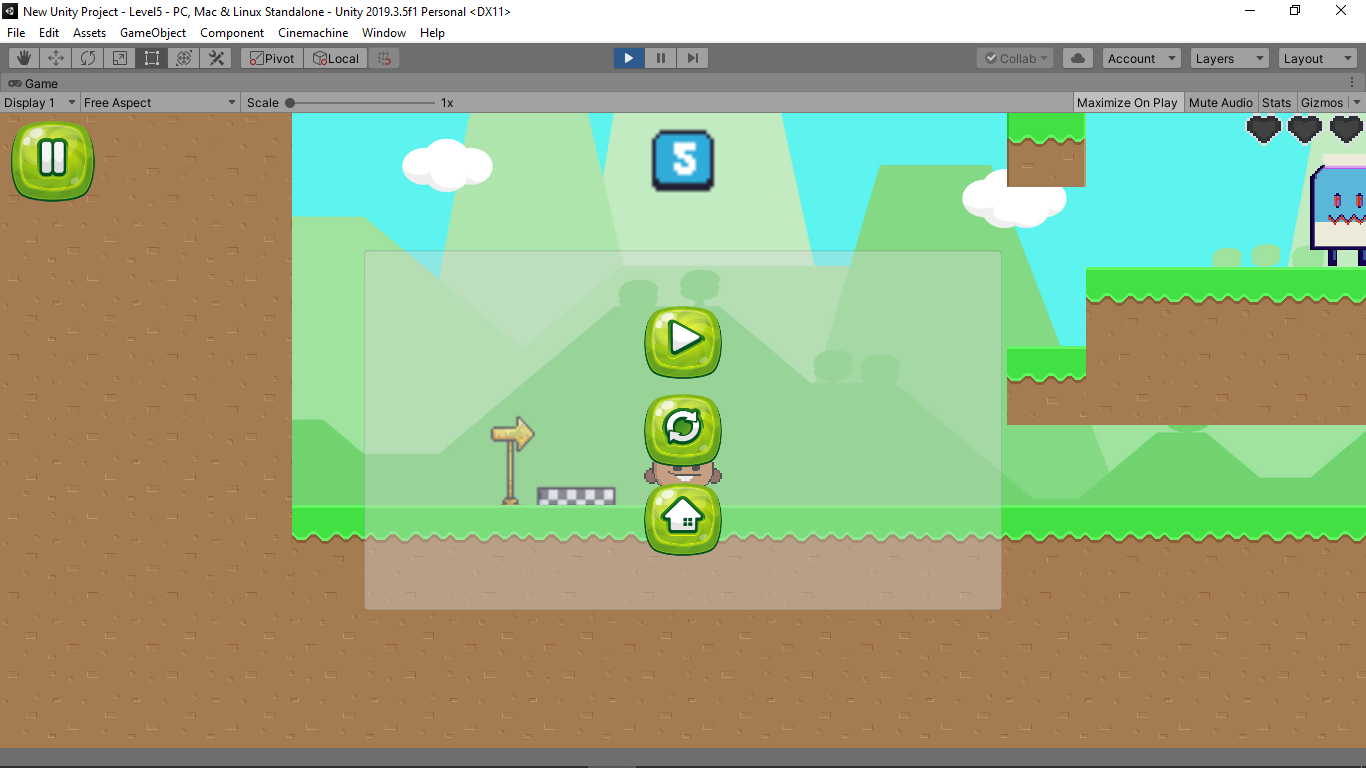 New Unity Project - Level5 - PC, Mac & Linux Standalone - Unity 2019.3.5f1 Personal <DX11>
File Edit Assets GameObject Component Cinemachine Window Help
Pivot Local Collab Account Layers Layout
Game
Display 1 Free Aspect Scale 1x Maximize On Play Mute Audio Stats Gizmos
5